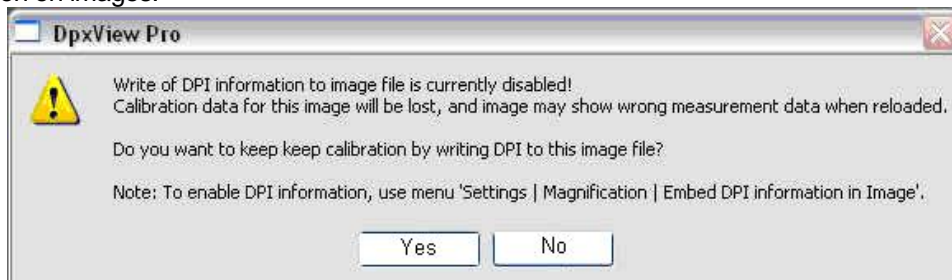 on on images.
DpxView Pro
Write of DPI information to image file is currently disabled!
Calibration data for this image will be lost, and image may show wrong measurement data when reloaded.
Do you want to keep keep calibration by writing DPI to this image file?
Note: To enable DPI information, use menu 'Settings | Magnification | Embed DPI information in Image'.
Yes No